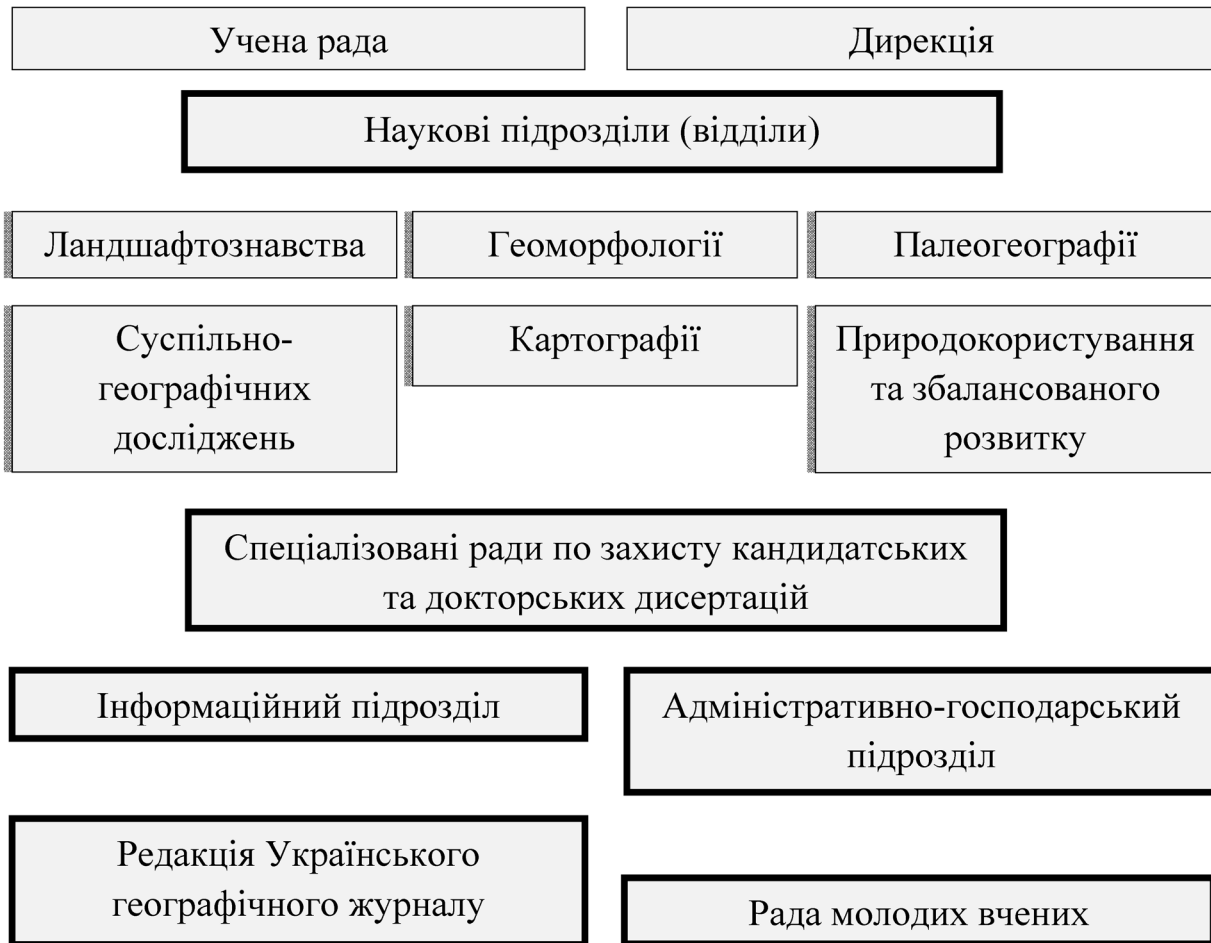 Учена рада
Дирекція
Наукові підрозділи (відділи)
Ландшафтознавства
Геоморфології
Палеогеографії
Суспільно-
географічних
досліджень
Картографії
Природокористування
та збалансованого
розвитку
Спеціалізовані ради по захисту кандидатських
та докторських дисертацій
Інформаційний підрозділ
Адміністративно-господарський
підрозділ
Редакція Українського
географічного журналу
Рада молодих вчених